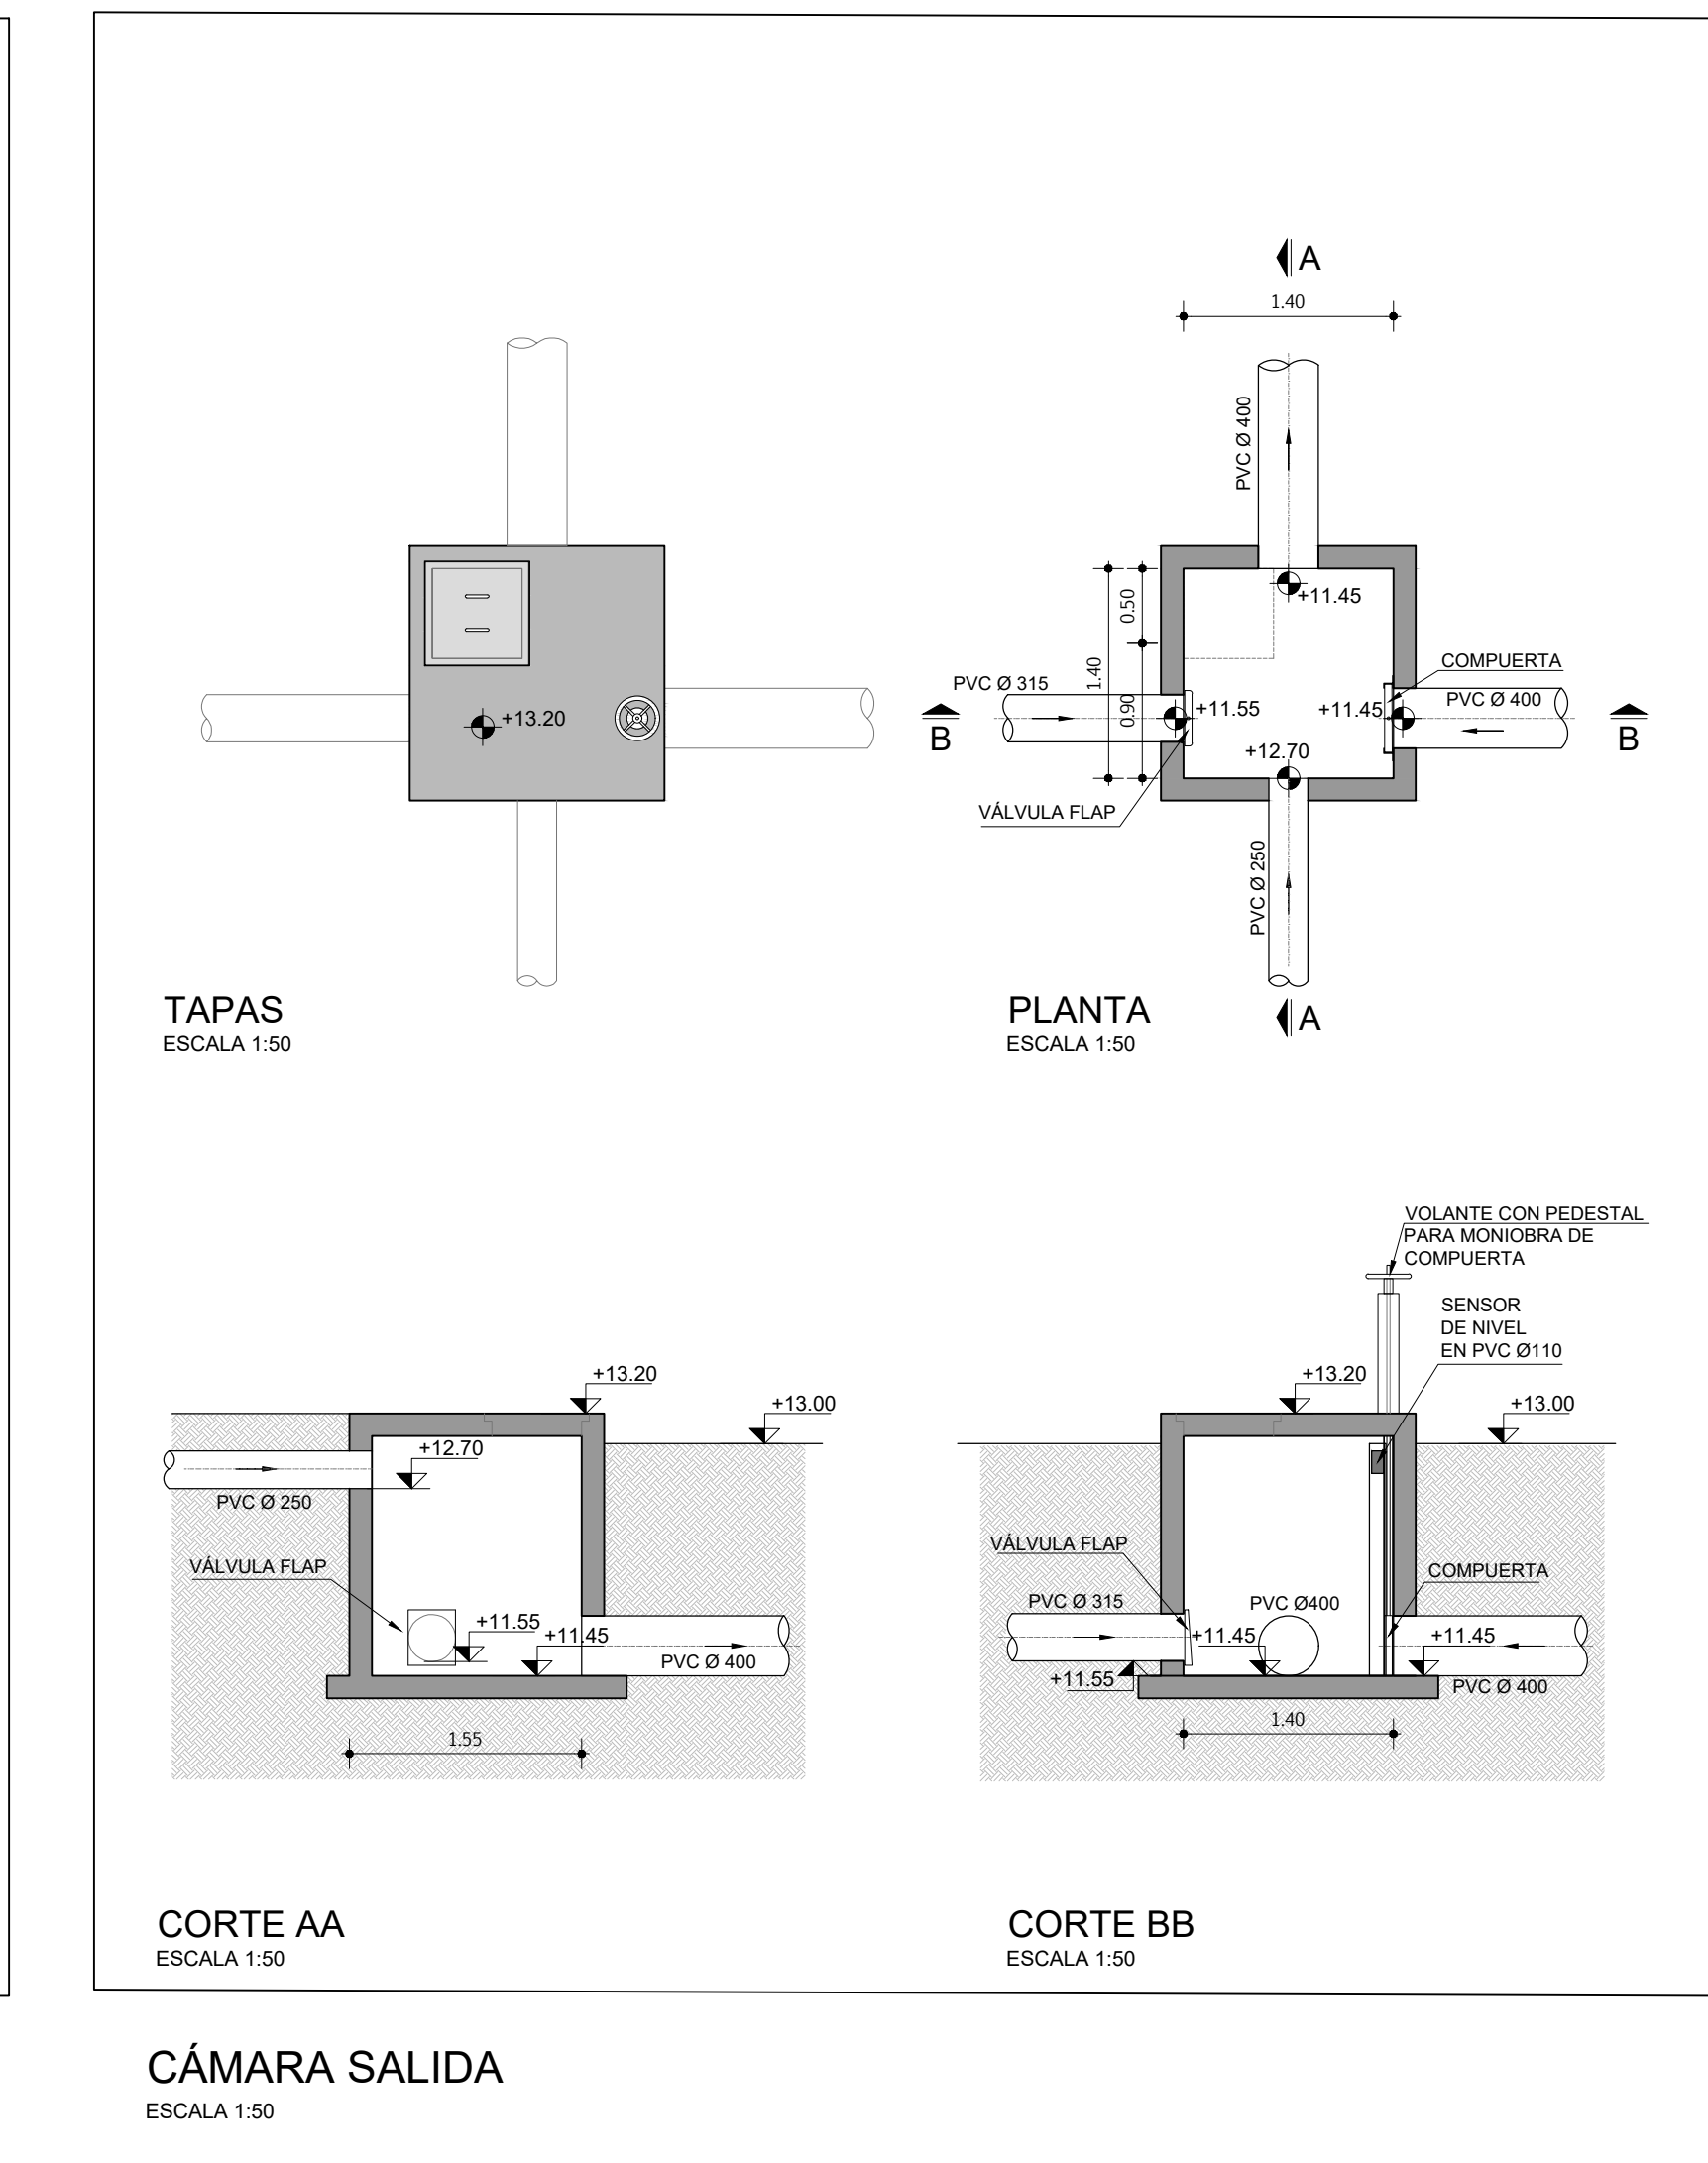 +13.20
TAPAS
ESCALA 1:50
A
1.40
PVC Ø 400
+11.45
0.50
1.40
0.90
COMPUERTA
PVC Ø 315
PVC Ø 400
+11.55
+11.45
B
B
+12.70
VÁLVULA FLAP
PVC Ø 250
PLANTA
ESCALA 1:50
A
+13.20
+13.00
+12.70
PVC Ø 250
VÁLVULA FLAP
+11.55
+11.45
PVC Ø 400
1.55
CORTE AA
ESCALA 1:50
VOLANTE CON PEDESTAL
PARA MONIOBRA DE
COMPUERTA
SENSOR
DE NIVEL
EN PVC Ø110
+13.20
+13.00
VÁLVULA FLAP
COMPUERTA
PVC Ø 315
PVC Ø400
+11.45
+11.45
+11.55
PVC Ø 400
1.40
CORTE BB
ESCALA 1:50
CÁMARA SALIDA
ESCALA 1:50